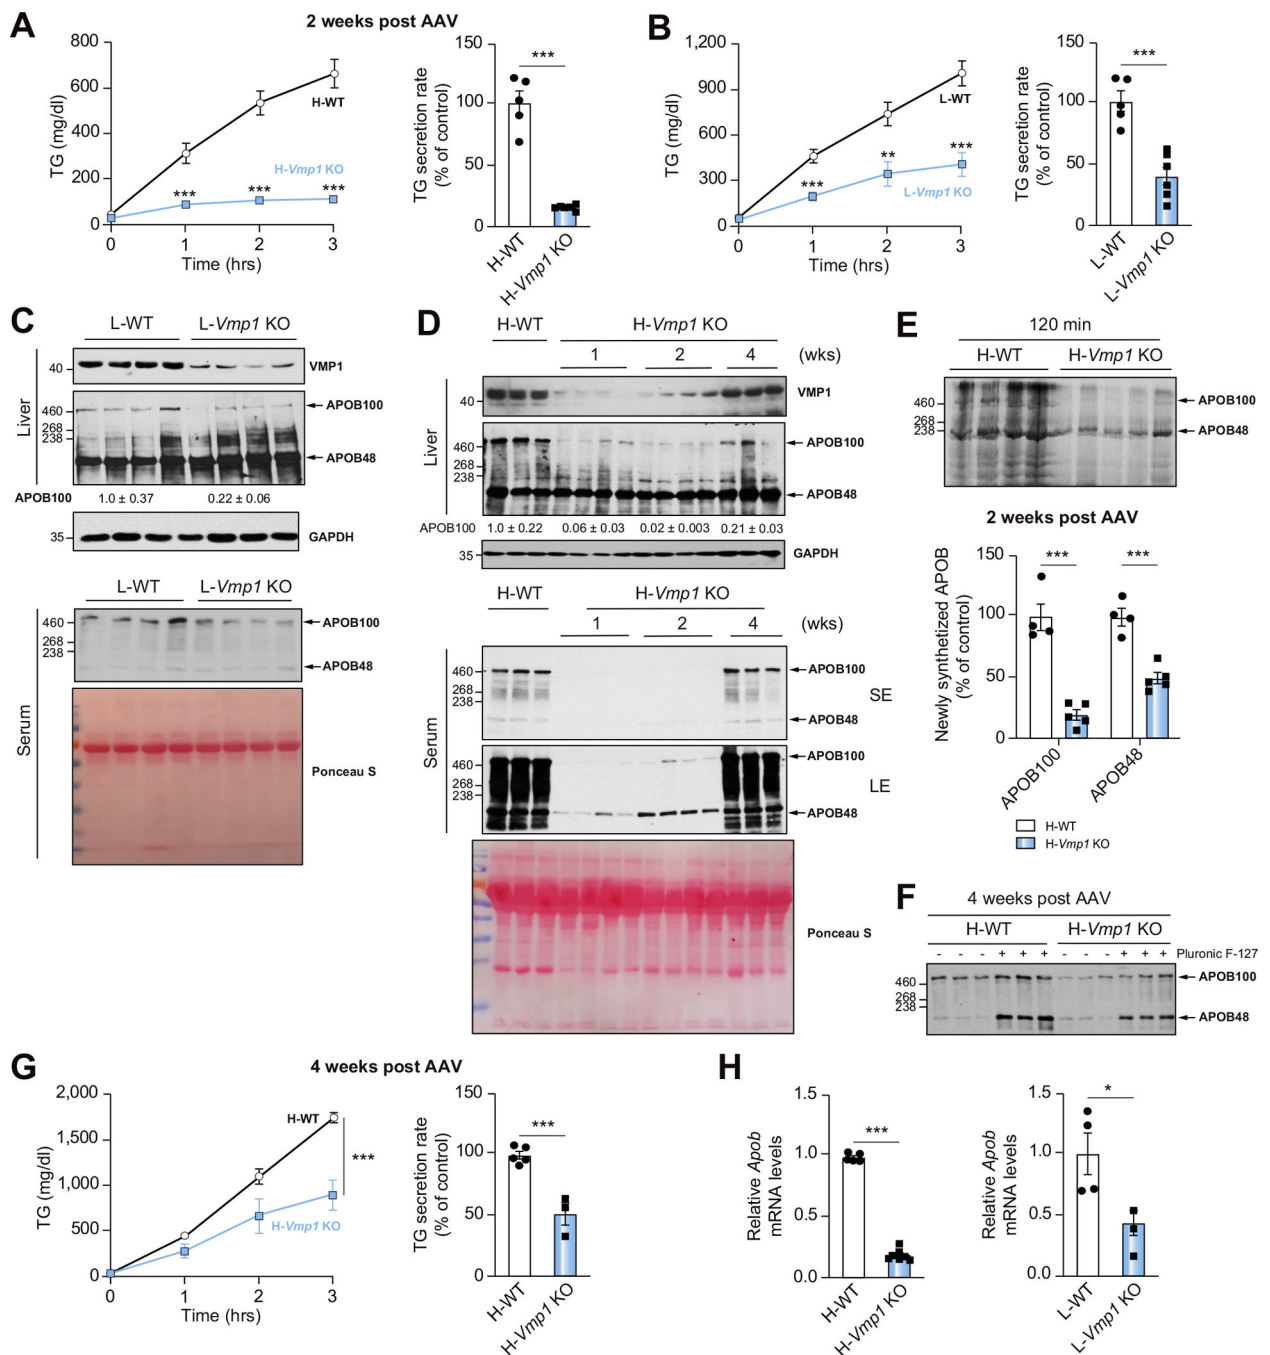 A
2 weeks post AAV
TG (mg/dl)
800
600
400
200
0
0 1 2 3
Time (hrs)
H-WT
H-Vmp1 KO
*** *** ***
TG secretion rate
(% of control)
150
100
50
0
***
H-WT
H-Vmp1 KO
B
TG (mg/dl)
1,200
900
600
300
0
0 1 2 3
Time (hrs)
L-WT
L-Vmp1 KO
*** ** ***
TG secretion rate
(% of control)
150
100
50
0
***
L-WT
L-Vmp1 KO
C
L-WT L-Vmp1 KO
Liver
40 VMP1
460 APOB100
268
238
APOB48
APOB100 1.0 ± 0.37 0.22 ± 0.06
35 GAPDH
L-WT L-Vmp1 KO
Serum
460 APOB100
268
238
APOB48
Ponceau S
D
H-WT H-Vmp1 KO
1 2 4 (wks)
Liver
40 VMP1
460 APOB100
268
238
APOB48
APOB100 1.0 ± 0.22 0.06 ± 0.03 0.02 ± 0.003 0.21 ± 0.03
35 GAPDH
H-WT H-Vmp1 KO
1 2 4 (wks)
Serum
460 APOB100
268
238
APOB48
SE
460 APOB100
268
238
APOB48
LE
Ponceau S
E
120 min
H-WT H-Vmp1 KO
460 APOB100
268
238 APOB48
2 weeks post AAV
Newly synthetized APOB
(% of control)
150
100
50
0
*** ***
APOB100
APOB48
H-WT
H-Vmp1 KO
F
4 weeks post AAV
H-WT H-Vmp1 KO
- - - + + + - - - + + + Pluronic F-127
460 APOB100
268
238
APOB48
G
4 weeks post AAV
TG (mg/dl)
2,000
1,500
1,000
500
0
0 1 2 3
Time (hrs)
H-WT
H-Vmp1 KO
***
TG secretion rate
(% of control)
150
100
50
0
***
H-WT
H-Vmp1 KO
H
Relative Apob
mRNA levels
1.5
1.0
0.5
0.0
***
H-WT
H-Vmp1 KO
Relative Apob
mRNA levels
1.5
1.0
0.5
0.0
*
L-WT
L-Vmp1 KO